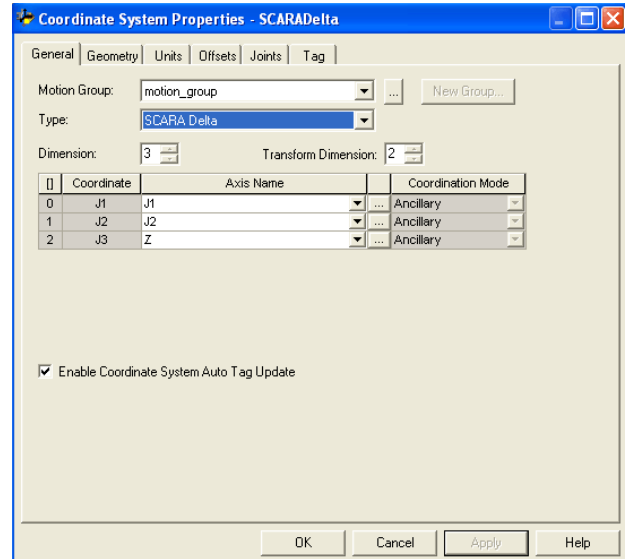 Coordinate System Properties - SCARADelta
General Geometry Units Offsets Joints Tag
Motion Group: motion_group ... New Group...
Type: SCARA Delta
Dimension: 3 Transform Dimension: 2
[] Coordinate Axis Name Coordination Mode
0 J1 J1 ... Ancillary
1 J2 J2 ... Ancillary
2 J3 Z ... Ancillary
Enable Coordinate System Auto Tag Update
OK Cancel Apply Help